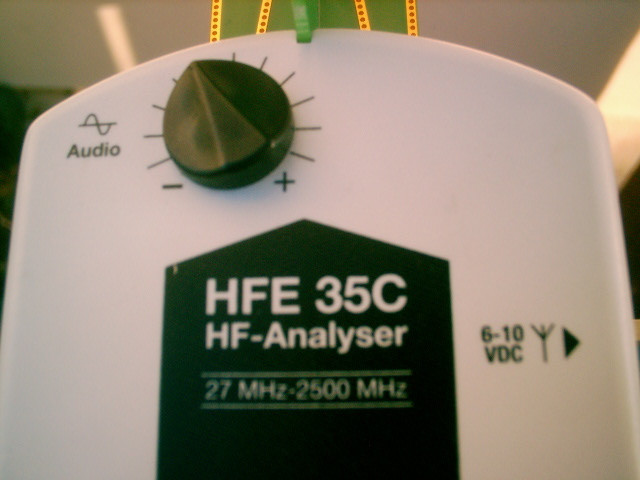 Audio
− +
HFE 35C
HF-Analyser
27 MHz-2500 MHz
6-10
VDC